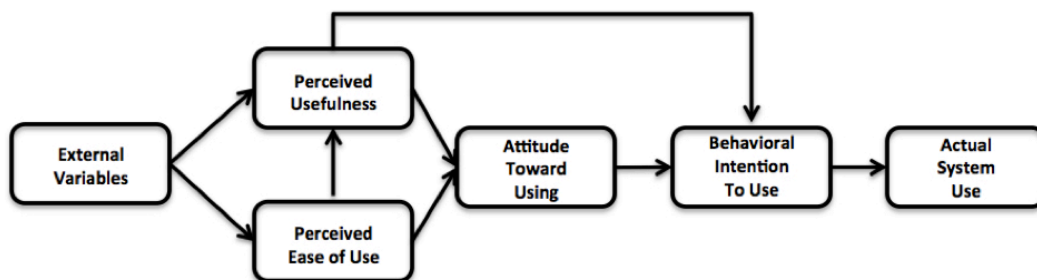 External
Variables
Perceived
Usefulness
Perceived
Ease of Use
Attitude
Toward
Using
Behavioral
Intention
To Use
Actual
System
Use